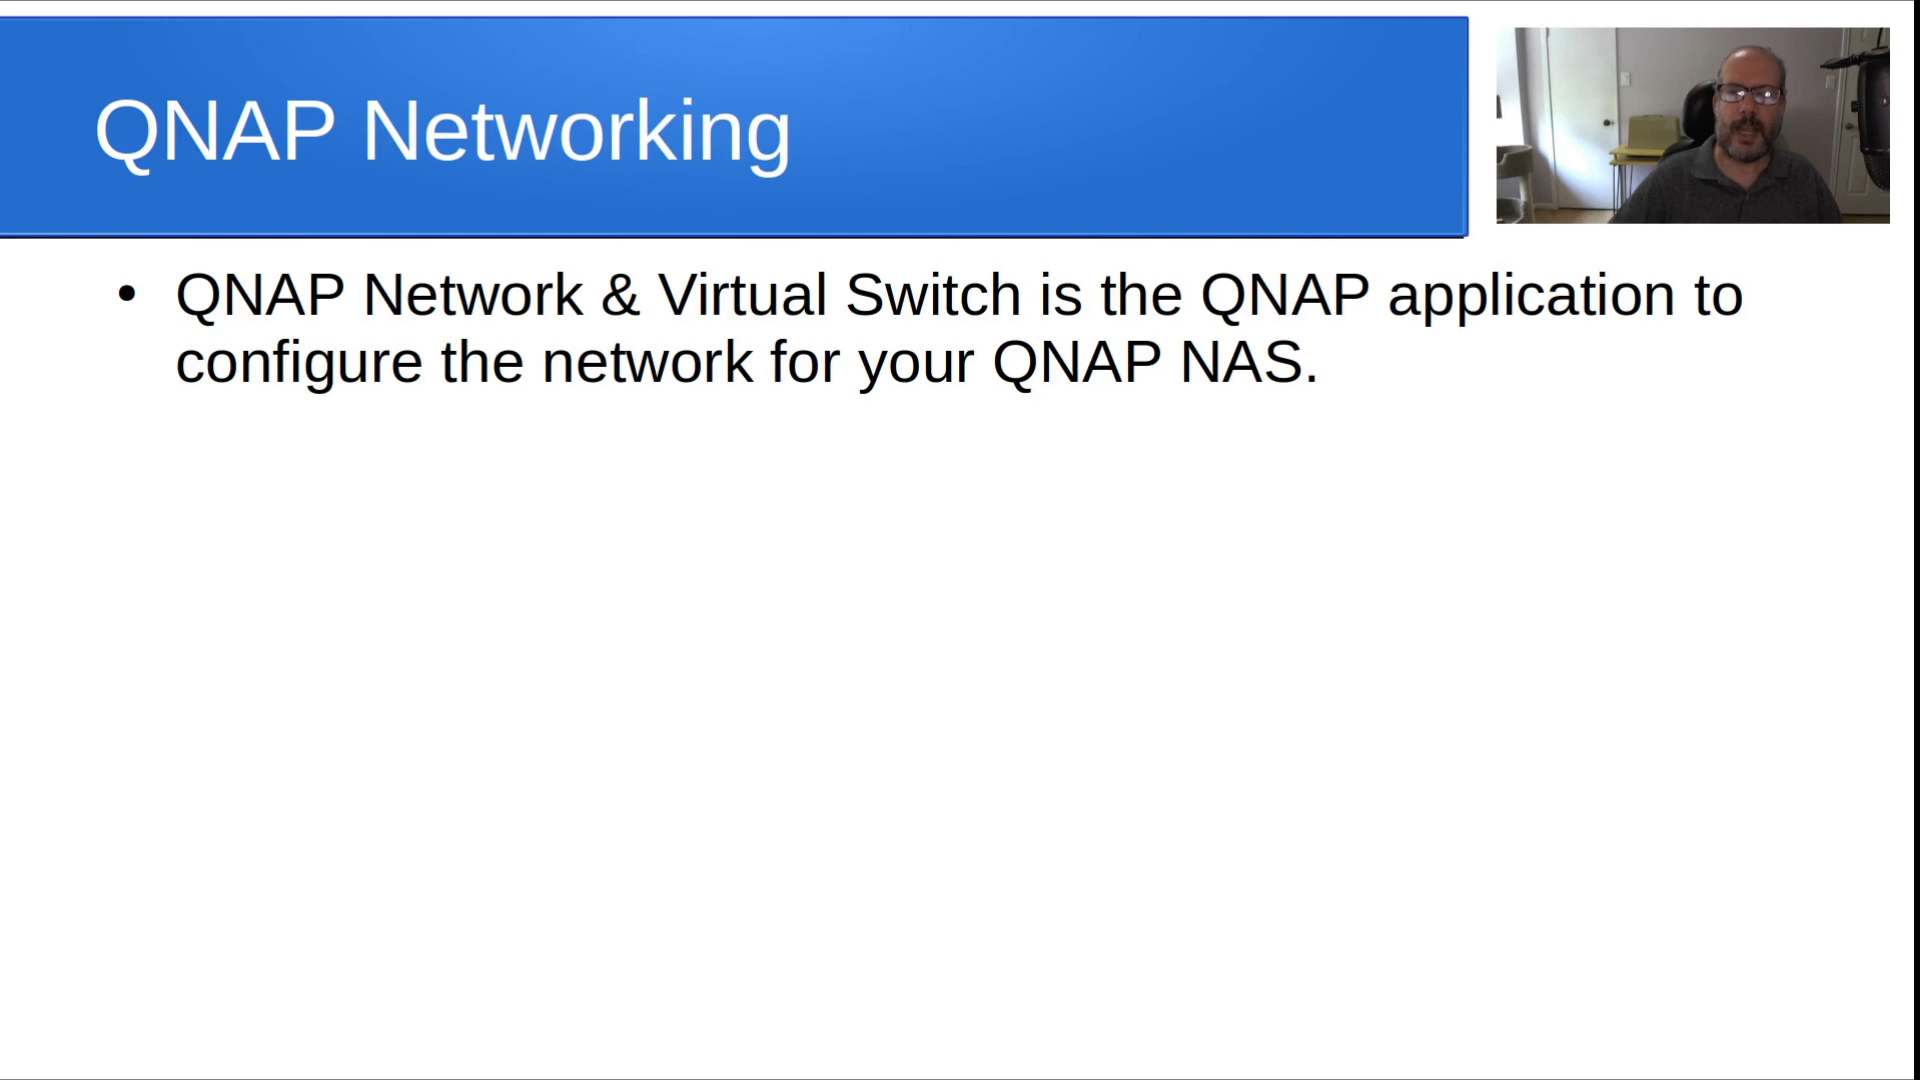 QNAP Networking
• QNAP Network & Virtual Switch is the QNAP application to
configure the network for your QNAP NAS.